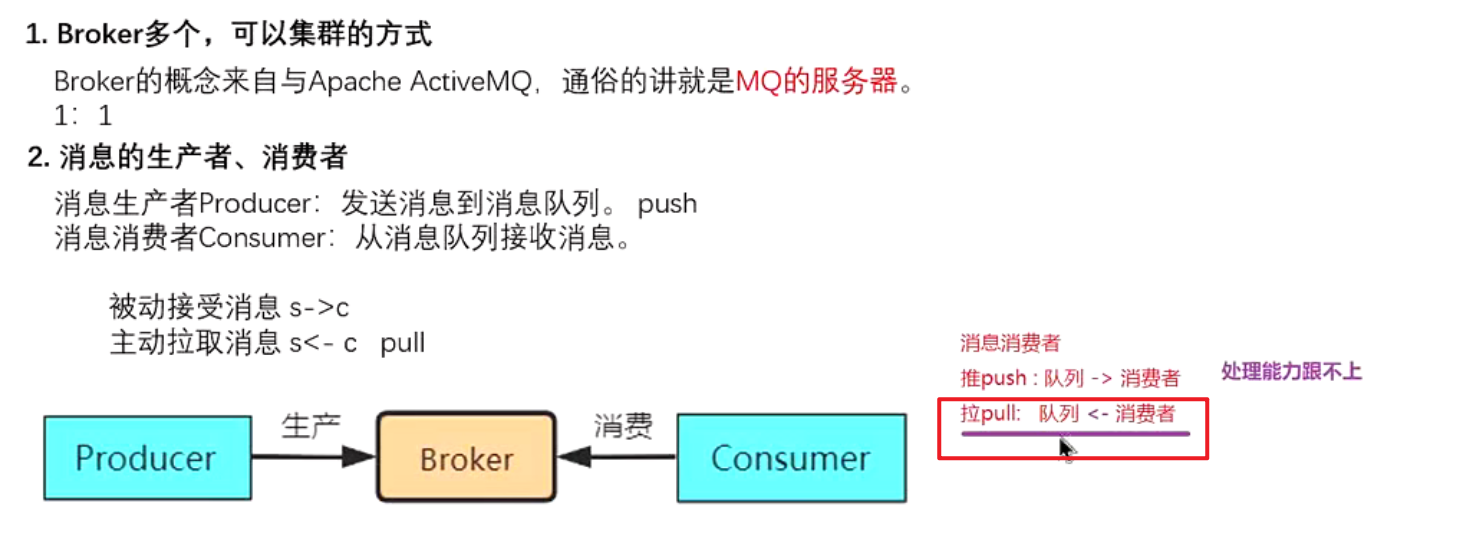 1. Broker多个，可以集群的方式
Broker的概念来自与Apache ActiveMQ，通俗的讲就是MQ的服务器。
1：1
2. 消息的生产者、消费者
消息生产者Producer：发送消息到消息队列。 push
消息消费者Consumer：从消息队列接收消息。
被动接受消息 s->c
主动拉取消息 s<- c pull
消息消费者
推push : 队列 -> 消费者
处理能力跟不上
拉pull: 队列 <- 消费者
生产
消费
Producer
Broker
Consumer